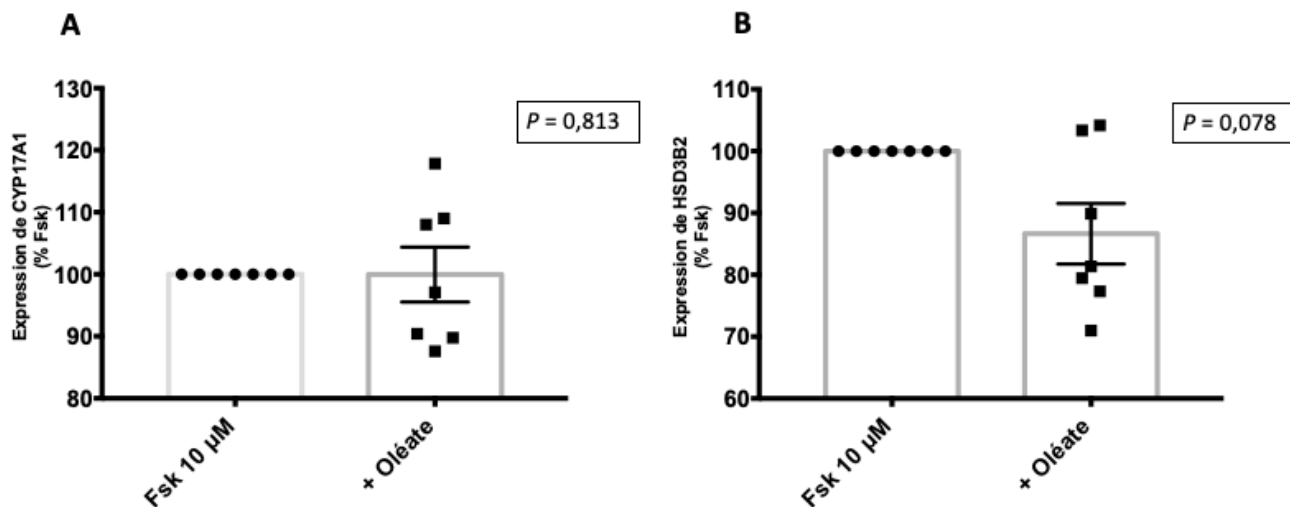 A
Expression de CYP17A1
(% Fsk)
130
120
110
100
90
80
P = 0,813
Fsk 10 µM
+ Oléate
B
Expression de HSD3B2
(% Fsk)
110
100
90
80
70
60
P = 0,078
Fsk 10 µM
+ Oléate